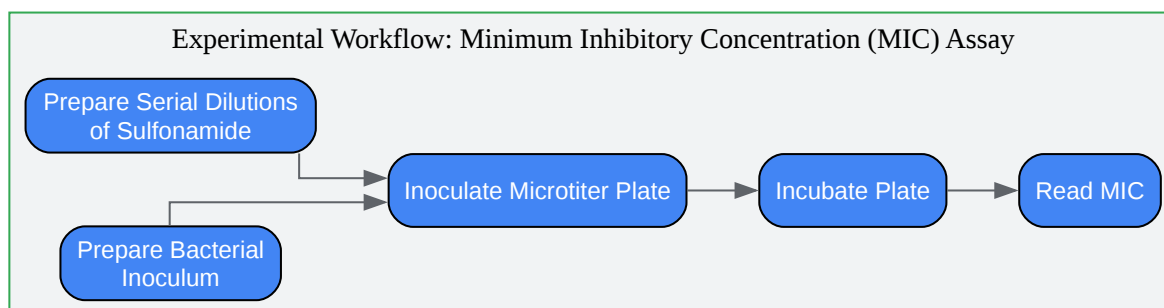 Experimental Workflow: Minimum Inhibitory Concentration (MIC) Assay
Prepare Serial Dilutions
of Sulfonamide
Prepare Bacterial
Inoculum
Inoculate Microtiter Plate
Incubate Plate
Read MIC